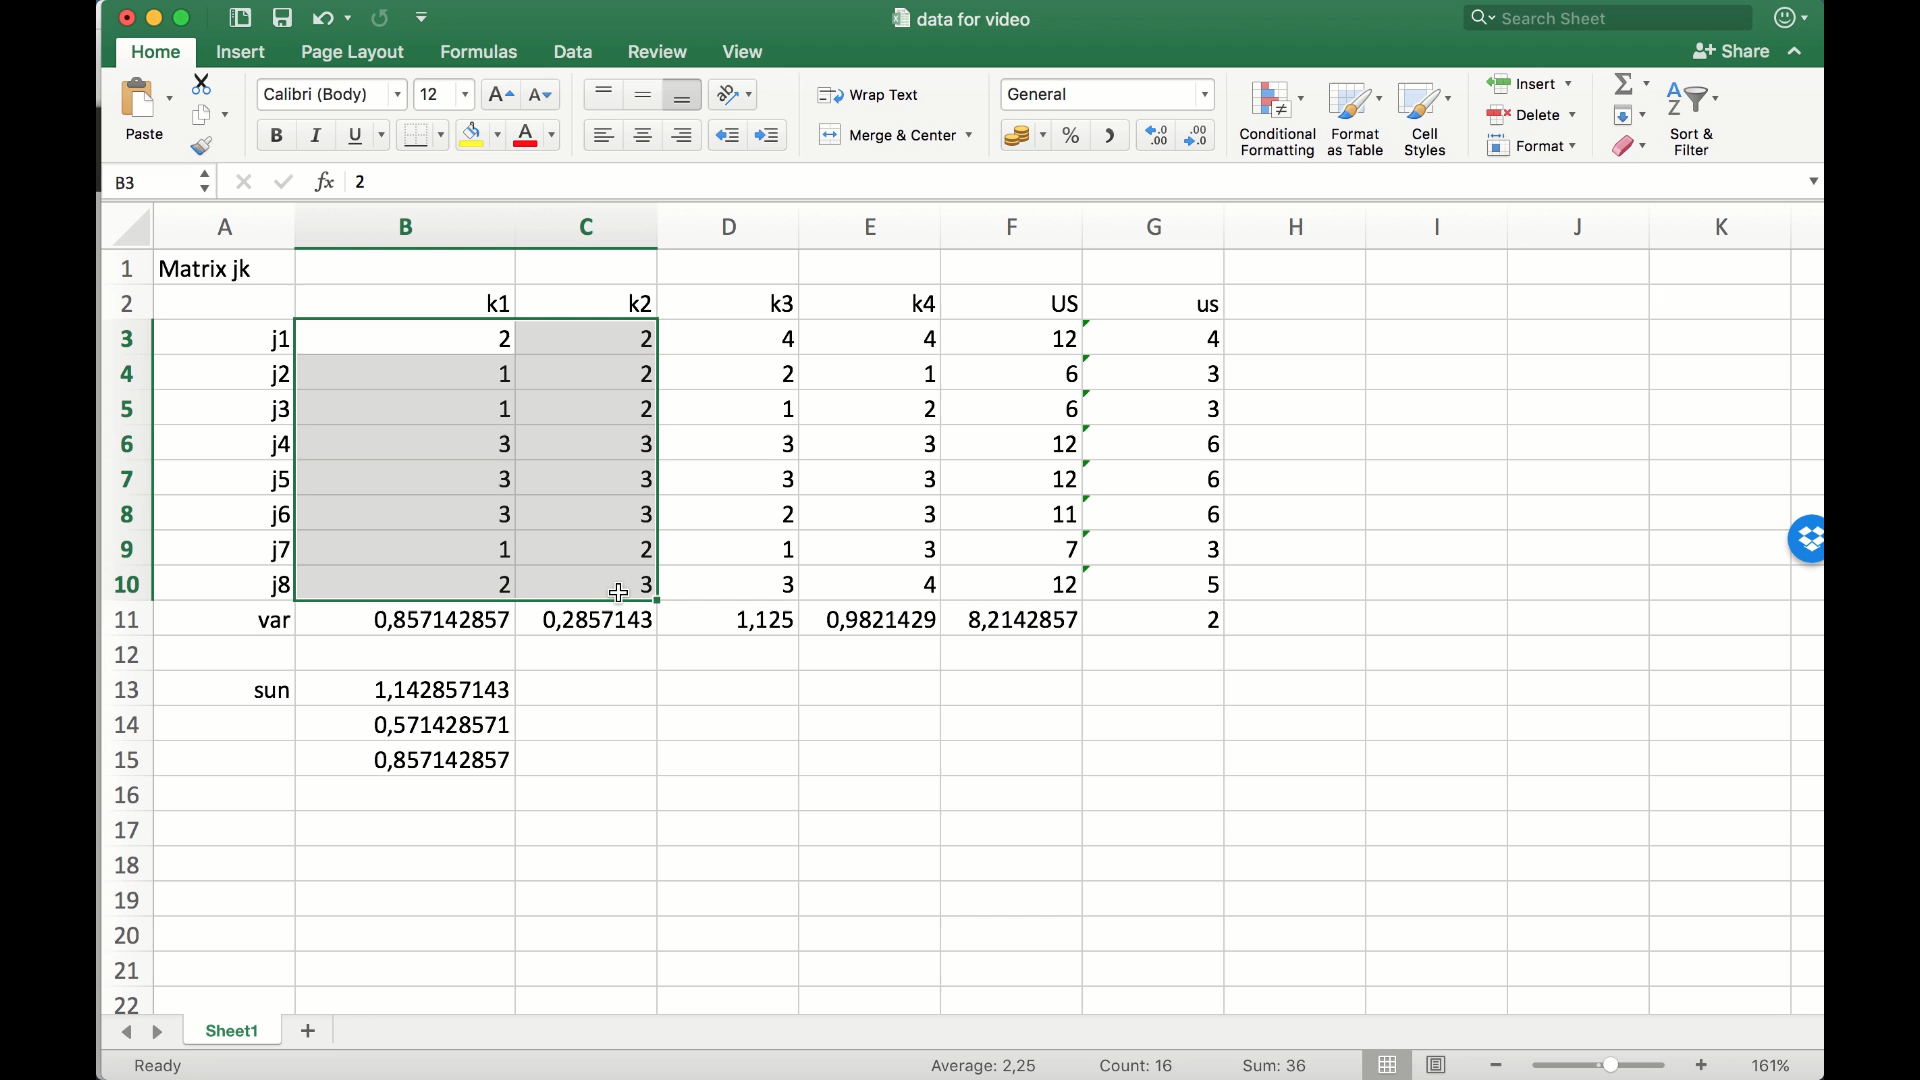 data for video
Search Sheet
Home Insert Page Layout Formulas Data Review View Share
Paste
Calibri (Body) 12 A A
B I U A
ab
Wrap Text
Merge & Center
General
% ) .0 .00 .00 .0
Conditional Formatting
Format as Table
Cell Styles
Insert
Delete
Format
Σ
A Z
Sort & Filter
B3 fx 2
A B C D E F G H I J K
1 Matrix jk
2 k1 k2 k3 k4 US us
3 j1 2 2 4 4 12 4
4 j2 1 2 2 1 6 3
5 j3 1 2 1 2 6 3
6 j4 3 3 3 3 12 6
7 j5 3 3 3 3 12 6
8 j6 3 3 2 3 11 6
9 j7 1 2 1 3 7 3
10 j8 2 3 3 4 12 5
11 var 0,857142857 0,2857143 1,125 0,9821429 8,2142857 2
12
13 sun 1,142857143
14 0,571428571
15 0,857142857
16
17
18
19
20
21
22
Sheet1 +
Ready Average: 2,25 Count: 16 Sum: 36 161%